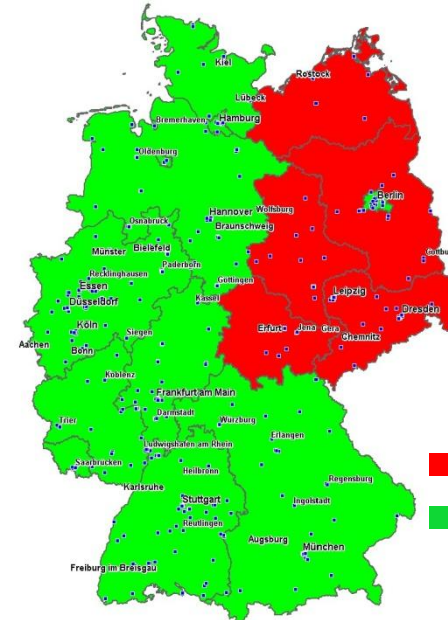 Kiel
Rostock
Lübeck
Bremerhaven
Hamburg
Oldenburg
Berlin
Hannover
Wolfsburg
Osnabrück
Braunschweig
Münster
Bielefeld
Paderborn
Cottbu
Recklinghausen
Göttingen
Essen
Leipzig
Düsseldorf
Kassel
Dresden
Köln
Siegen
Erfurt
Jena
Gera
Chemnitz
Aachen
Bonn
Koblenz
Frankfurt am Main
Trier
Darmstadt
Würzburg
Erlangen
Ludwigshafen am Rhein
Saarbrücken
Heilbronn
Regensburg
Karlsruhe
Stuttgart
Ingolstadt
Reutlingen
Augsburg
München
Freiburg im Breisgau